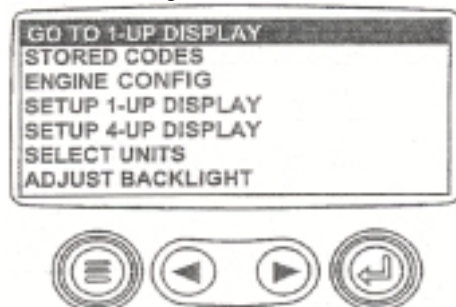 GO TO 1-UP DISPLAY
STORED CODES
ENGINE CONFIG
SETUP 1-UP DISPLAY
SETUP 4-UP DISPLAY
SELECT UNITS
ADJUST BACKLIGHT